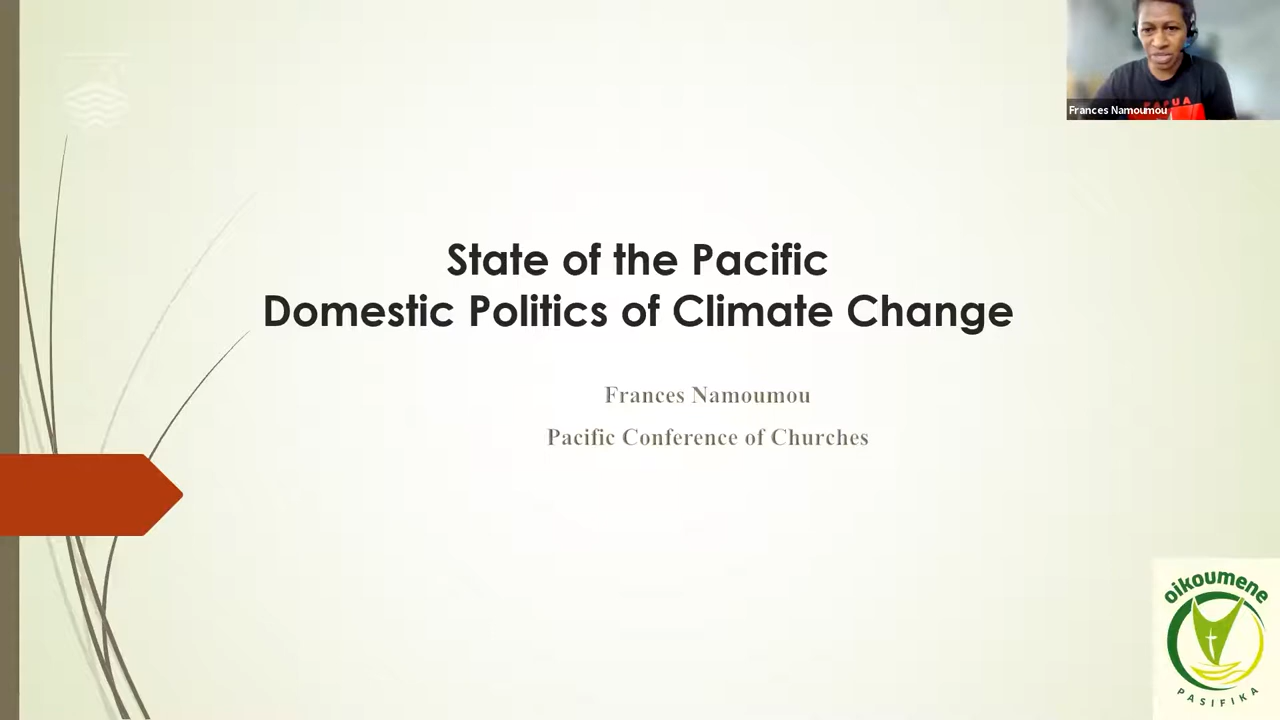 State of the Pacific
Domestic Politics of Climate Change
Frances Namoumou
Pacific Conference of Churches
Frances Namoumou
oikoumene
PASIFIKA